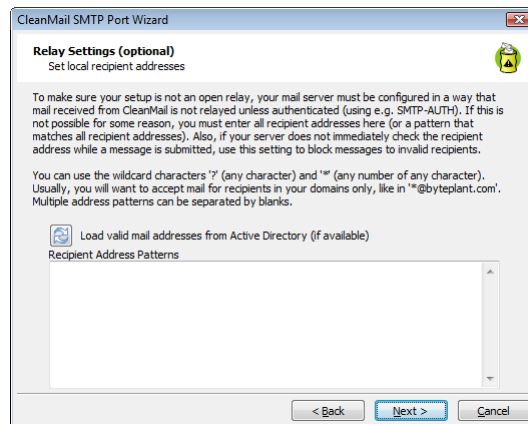 CleanMail SMTP Port Wizard
Relay Settings (optional)
Set local recipient addresses
To make sure your setup is not an open relay, your mail server must be configured in a way that
mail received from CleanMail is not relayed unless authenticated (using e.g. SMTP-AUTH). If this is
not possible for some reason, you must enter all recipient addresses here (or a pattern that
matches all recipient addresses). Also, if your server does not immediately check the recipient
address while a message is submitted, use this setting to block messages to invalid recipients.
You can use the wildcard characters '?' (any character) and '*' (any number of any character).
Usually, you will want to accept mail for recipients in your domains only, like in '*@byteplant.com'.
Multiple address patterns can be separated by blanks.
Load valid mail addresses from Active Directory (if available)
Recipient Address Patterns
< Back Next > Cancel